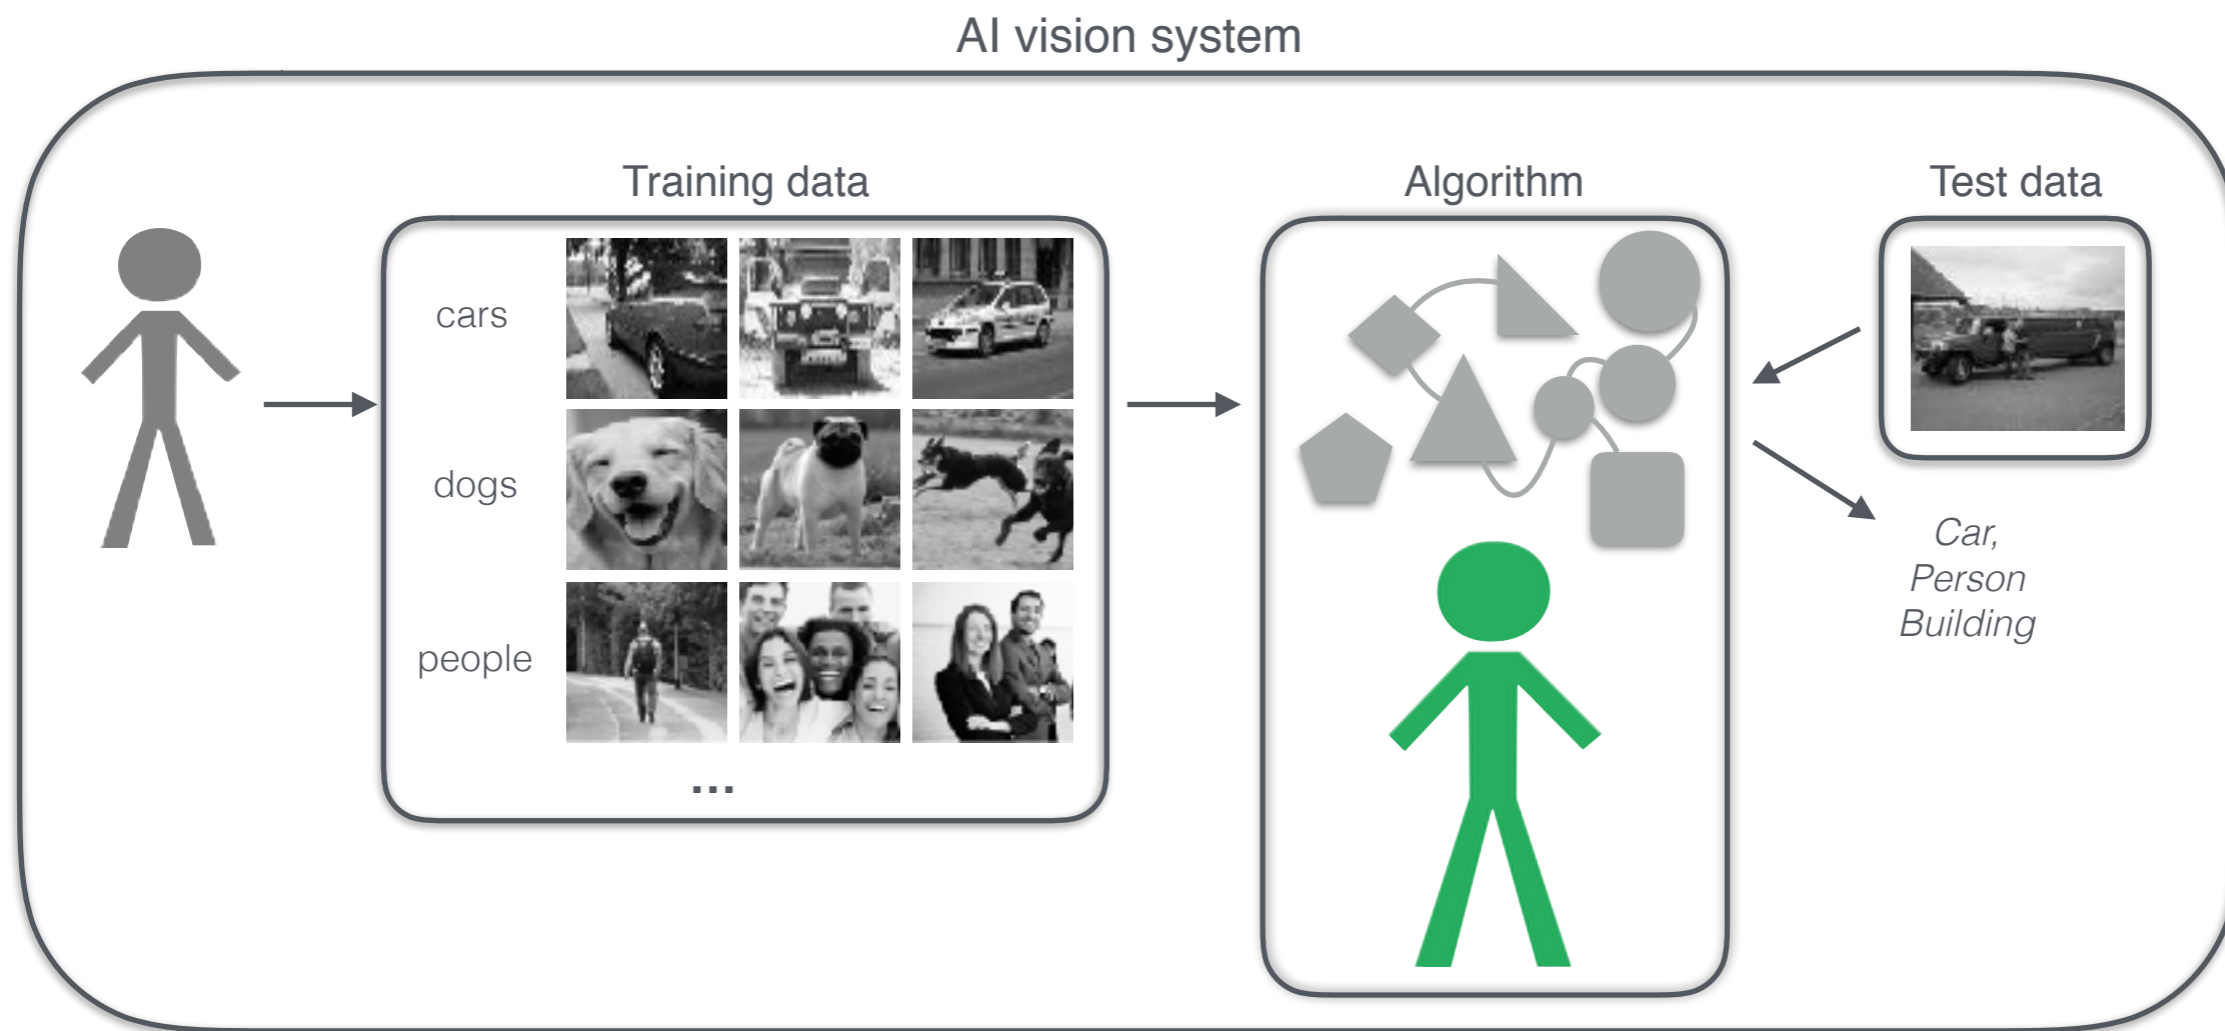 AI vision system
Training data
Algorithm
Test data
cars
dogs
people
...
Car,
Person
Building